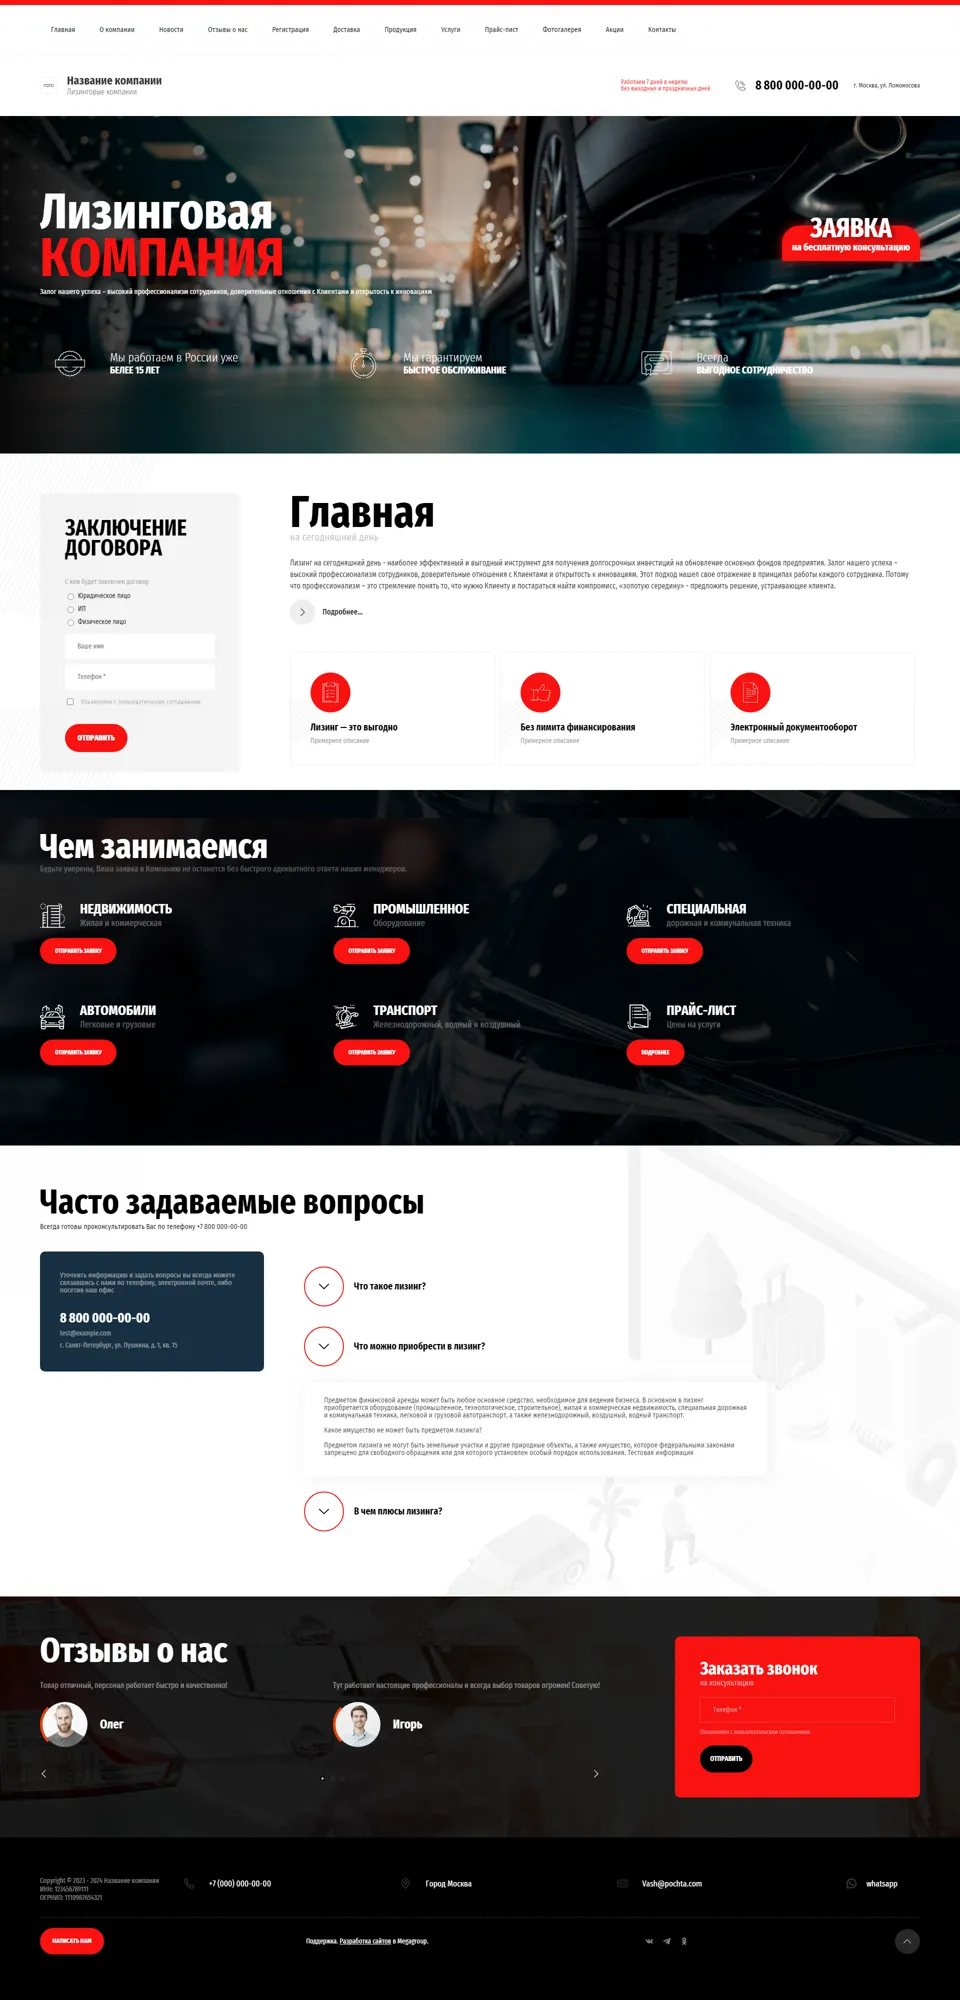 Главная О компании Новости Отзывы о нас Регистрация Доставка Продукция Услуги Прайс-лист Фотогалерея Акции Контакты
Название компании
Лизинговые компании
Работаем 7 дней в неделю
без выходных и праздничных дней
8 800 000-00-00
г. Москва, ул. Ломоносова
Лизинговая
КОМПАНИЯ
Залог нашего успеха – высокий профессионализм сотрудников, доверительные отношения с Клиентами и открытость к инновациям
ЗАЯВКА
на бесплатную консультацию
Мы работаем в России уже
БЕЛЕЕ 15 ЛЕТ
Мы гарантируем
БЫСТРОЕ ОБСЛУЖИВАНИЕ
Всегда
ВЫГОДНОЕ СОТРУДНИЧЕСТВО
ЗАКЛЮЧЕНИЕ
ДОГОВОРА
С кем будет заключен договор
Юридическое лицо
ИП
Физическое лицо
Ваше имя
Телефон *
Ознакомлен с пользовательским соглашением
ОТПРАВИТЬ
Главная
на сегодняшний день
Лизинг на сегодняшний день - наиболее эффективный и выгодный инструмент для получения долгосрочных инвестиций на обновление основных фондов предприятия. Залог нашего успеха –
высокий профессионализм сотрудников, доверительные отношения с Клиентами и открытость к инновациям. Этот подход нашел свое отражение в принципах работы каждого сотрудника. Потому
что профессионализм – это стремление понять то, что нужно Клиенту и постараться найти компромисс, «золотую середину» - предложить решение, устраивающее клиента.
Подробнее...
Лизинг — это выгодно
Примерное описание
Без лимита финансирования
Примерное описание
Электронный документооборот
Примерное описание
Чем занимаемся
Будьте уверены, Ваша заявка в Компанию не останется без быстрого адекватного ответа наших менеджеров.
НЕДВИЖИМОСТЬ
Жилая и коммерческая
ОТПРАВИТЬ ЗАЯВКУ
ПРОМЫШЛЕННОЕ
Оборудование
ОТПРАВИТЬ ЗАЯВКУ
СПЕЦИАЛЬНАЯ
дорожная и коммунальная техника
ОТПРАВИТЬ ЗАЯВКУ
АВТОМОБИЛИ
Легковые и грузовые
ОТПРАВИТЬ ЗАЯВКУ
ТРАНСПОРТ
Железнодорожный, водный и воздушный
ОТПРАВИТЬ ЗАЯВКУ
ПРАЙС-ЛИСТ
Цены на услуги
ПОДРОБНЕЕ
Часто задаваемые вопросы
Всегда готовы проконсультировать Вас по телефону +7 800 000-00-00
Уточнить информацию и задать вопросы вы всегда можете
связавшись с нами по телефону, электронной почте, либо
посетив наш офис
8 800 000-00-00
test@example.com
г. Санкт-Петербург, ул. Пушкина, д. 1, кв. 15
Что такое лизинг?
Что можно приобрести в лизинг?
Предметом финансовой аренды может быть любое основное средство, необходимое для ведения бизнеса. В основном в лизинг
приобретается оборудование (промышленное, технологическое, строительное), жилая и коммерческая недвижимость, специальная дорожная
и коммунальная техника, легковой и грузовой автотранспорт, а также железнодорожный, воздушный, водный транспорт.
Какое имущество не может быть предметом лизинга?
Предметом лизинга не могут быть земельные участки и другие природные объекты, а также имущество, которое федеральными законами
запрещено для свободного обращения или для которого установлен особый порядок использования. Тестовая информация
В чем плюсы лизинга?
Отзывы о нас
Товар отличный, персонал работает быстро и качественно!
Олег
Тут работают настоящие профессионалы и всегда выбор товаров огромен! Советую!
Игорь
Заказать звонок
на консультацию
Телефон *
Ознакомлен с пользовательским соглашением
ОТПРАВИТЬ
Copyright © 2023 - 2024 Название компании
ИНН: 123456789111
ОГРНИП: 1110987654321
+7 (000) 000-00-00
Город Москва
Vash@pochta.com
whatsapp
НАПИСАТЬ НАМ
Поддержка. Разработка сайтов в Megagroup.